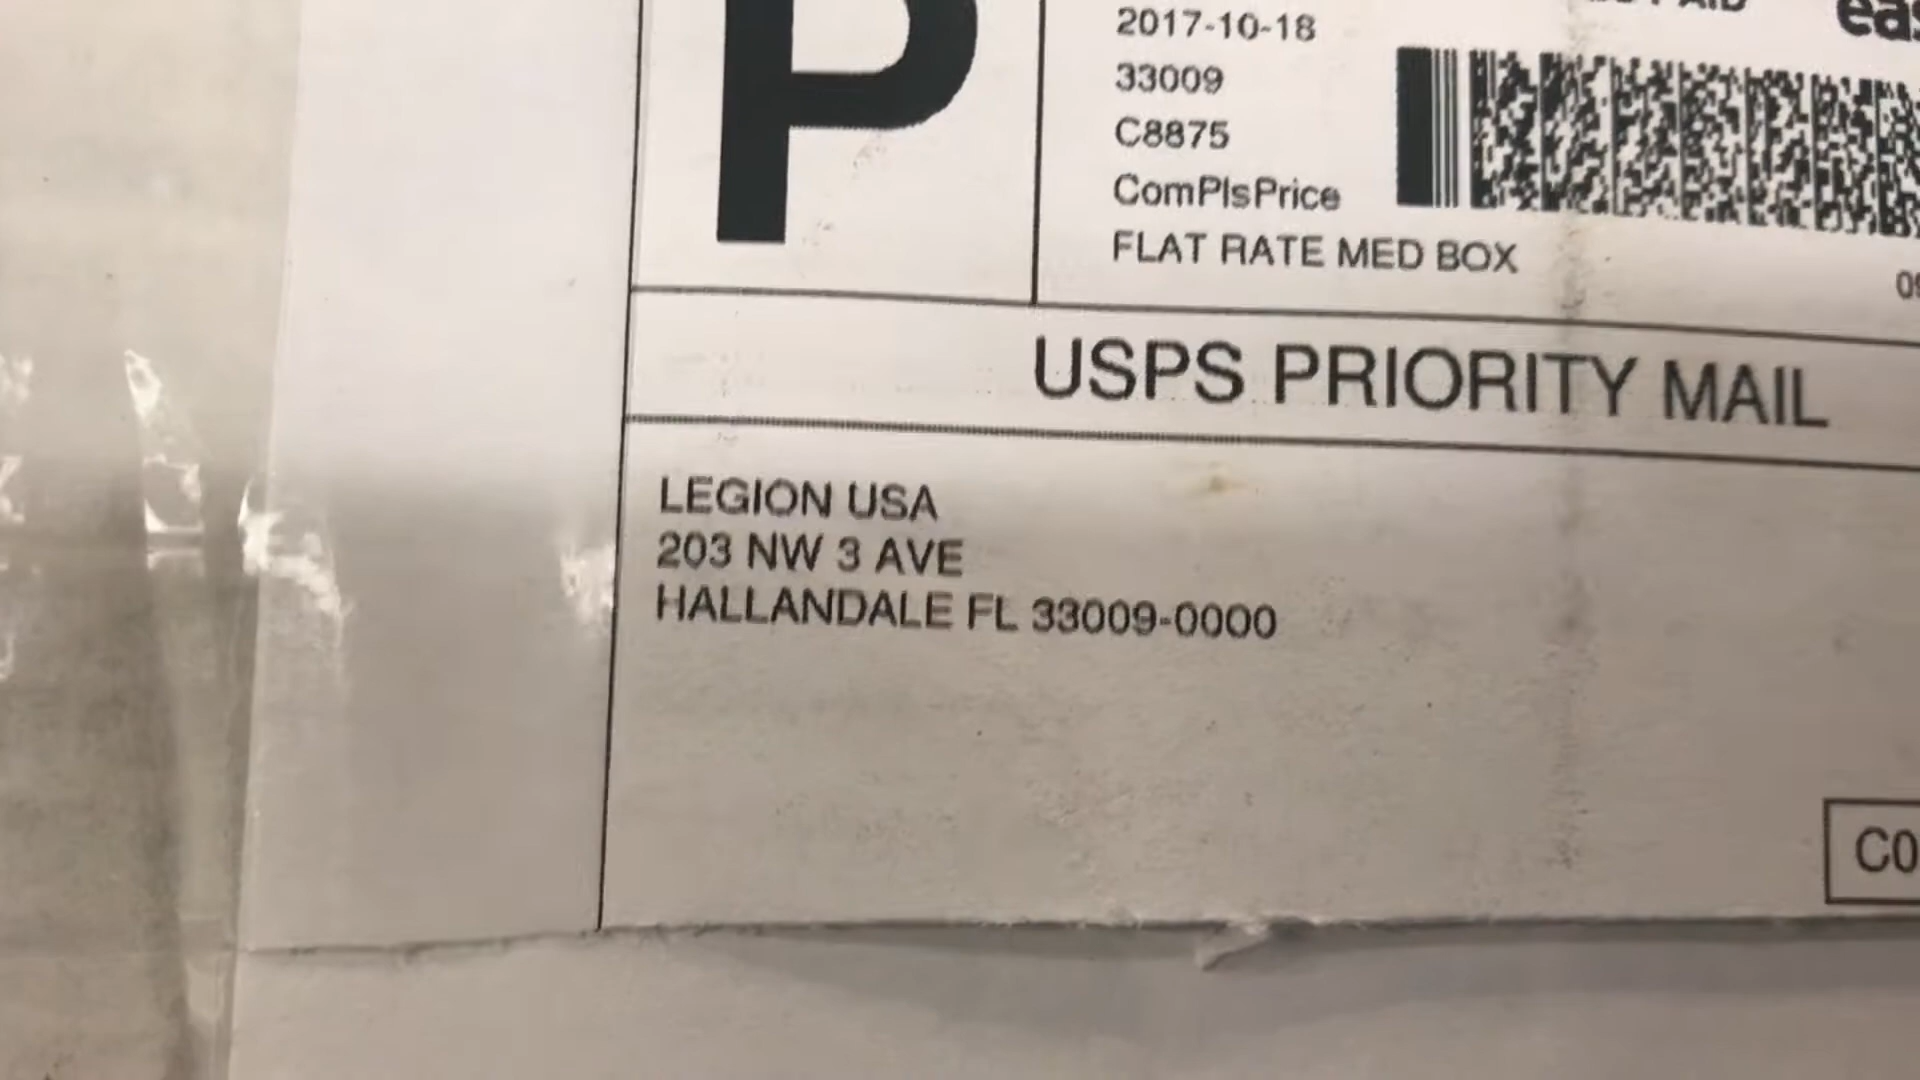 P
2017-10-18
33009
C8875
ComPlsPrice
FLAT RATE MED BOX
USPS PRIORITY MAIL
LEGION USA
203 NW 3 AVE
HALLANDALE FL 33009-0000